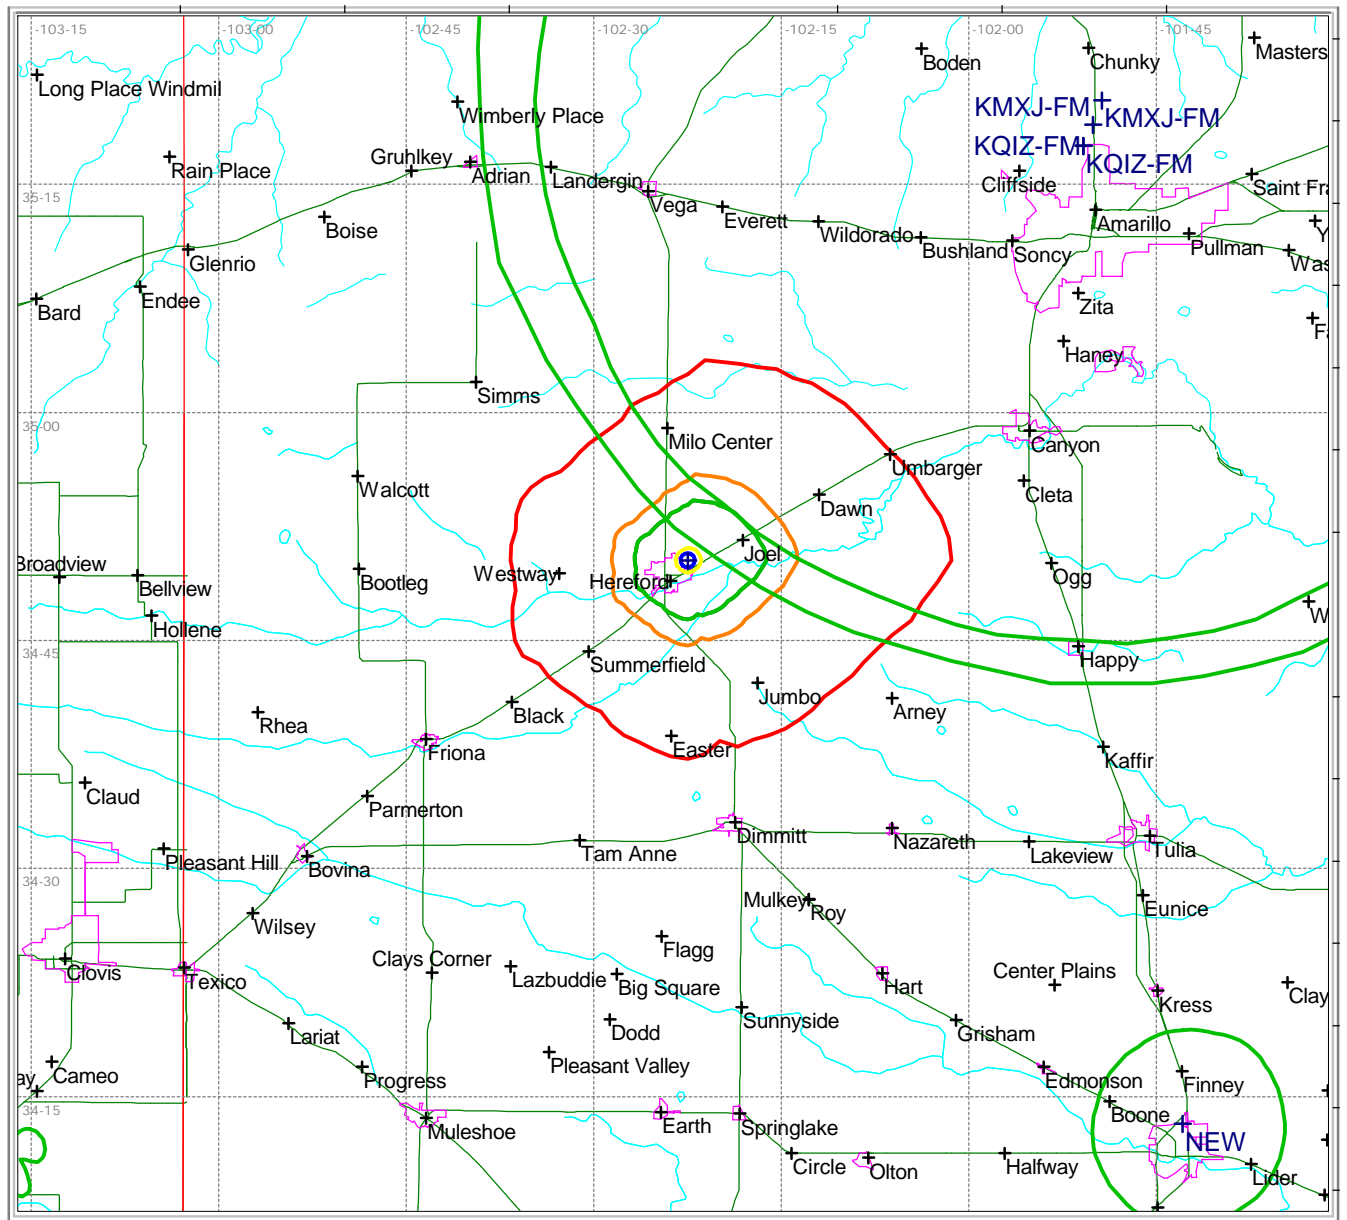 -103-15
-103-00
-102-45
-102-30
-102-15
-102-00
-101-45
Masters
Boden
Chunky
Long Place Windmil
Wimberly Place
KMXJ-FM
KMXJ-FM
KQIZ-FM
KQIZ-FM
Gruhlkey
Rain Place
Adrian
Landergin
Cliffside
Saint Fra
35-15
Vega
Everett
Amarillo
Boise
Wildorado
Bushland
Soncy
Pullman
Glenrio
Endee
Bard
Zita
Haney
Simms
35-00
Milo Center
Canyon
Umbarger
Walcott
Cleta
Dawn
Joel
Broadview
Bellview
Bootleg
Westway
Hereford
Ogg
Hollene
34-45
Summerfield
Happy
Jumbo
Arney
Black
Rhea
Friona
Easter
Kaffir
Claud
Parmerton
Dimmitt
Nazareth
Lakeview
Tulia
Pleasant Hill
Bovina
Tam Anne
34-30
Mulkey
Roy
Eunice
Wilsey
Flagg
Clovis
Texico
Clays Corner
Lazbuddie
Big Square
Hart
Center Plains
Kress
Clay
Lariat
Dodd
Sunnyside
Grisham
Pleasant Valley
Cameo
Progress
Edmonson
Finney
34-15
Boone
Muleshoe
Earth
Springlake
NEW
Circle
Olton
Halfway
Lider